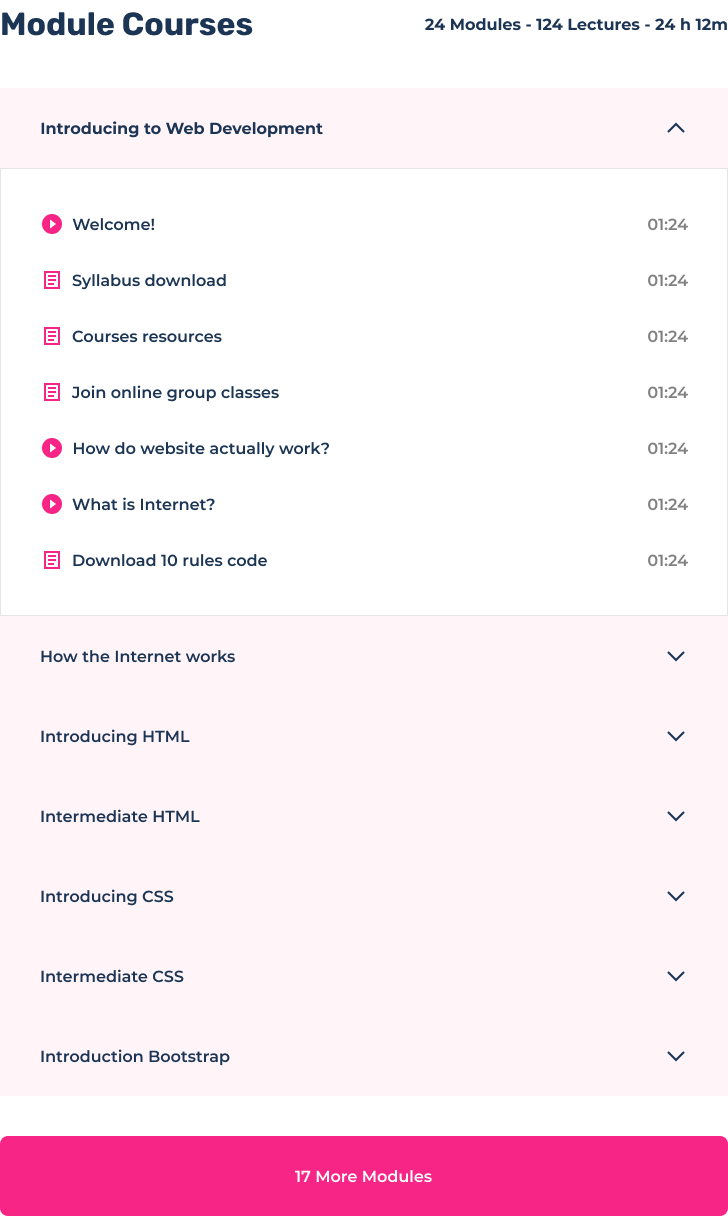 Module Courses
24 Modules - 124 Lectures - 24 h 12m
Introducing to Web Development
Welcome! 01:24
Syllabus download 01:24
Courses resources 01:24
Join online group classes 01:24
How do website actually work? 01:24
What is Internet? 01:24
Download 10 rules code 01:24
How the Internet works
Introducing HTML
Intermediate HTML
Introducing CSS
Intermediate CSS
Introduction Bootstrap
17 More Modules